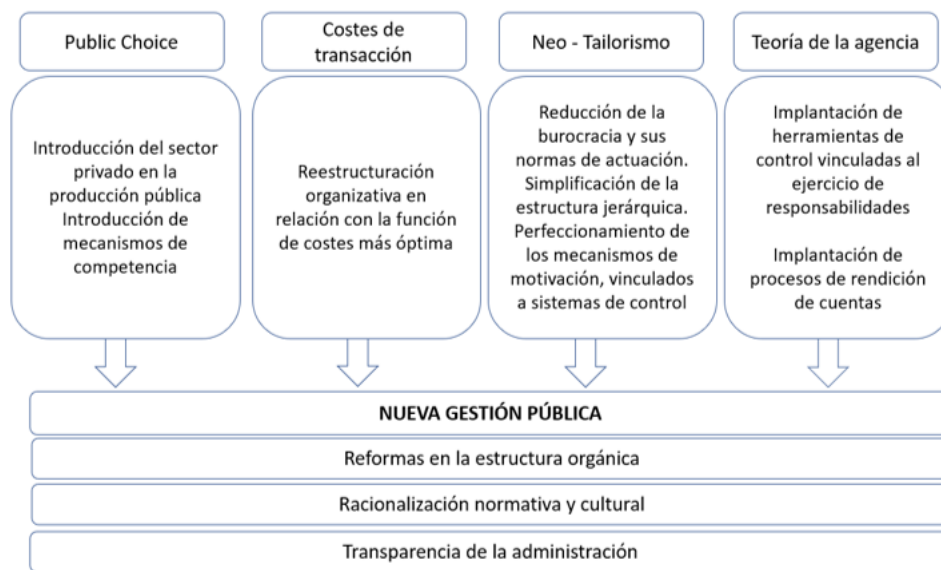 Public Choice
Costes de
transacción
Neo - Tailorismo
Teoría de la agencia
Introducción del sector
privado en la
producción pública
Introducción de
mecanismos de
competencia
Reestructuración
organizativa en
relación con la función
de costes más óptima
Reducción de la
burocracia y sus
normas de actuación.
Simplificación de la
estructura jerárquica.
Perfeccionamiento de
los mecanismos de
motivación, vinculados
a sistemas de control
Implantación de
herramientas de
control vinculadas al
ejercicio de
responsabilidades
Implantación de
procesos de rendición
de cuentas
NUEVA GESTIÓN PÚBLICA
Reformas en la estructura orgánica
Racionalización normativa y cultural
Transparencia de la administración